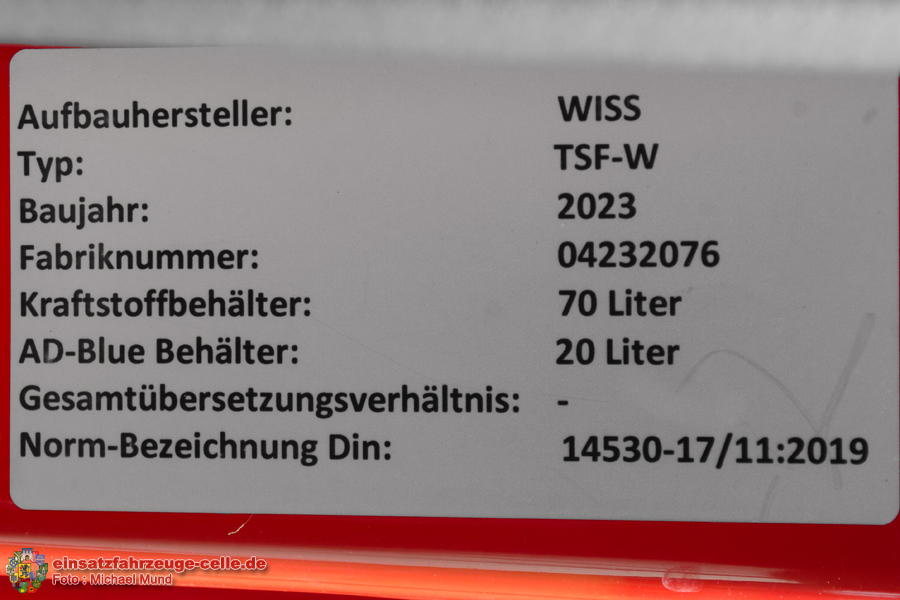 Aufbauhersteller: WISS
Typ: TSF-W
Baujahr: 2023
Fabriknummer: 04232076
Kraftstoffbehälter: 70 Liter
AD-Blue Behälter: 20 Liter
Gesamtübersetzungsverhältnis: -
Norm-Bezeichnung Din: 14530-17/11:2019
einsatzfahrzeuge-celle.de
Foto : Michael Mund